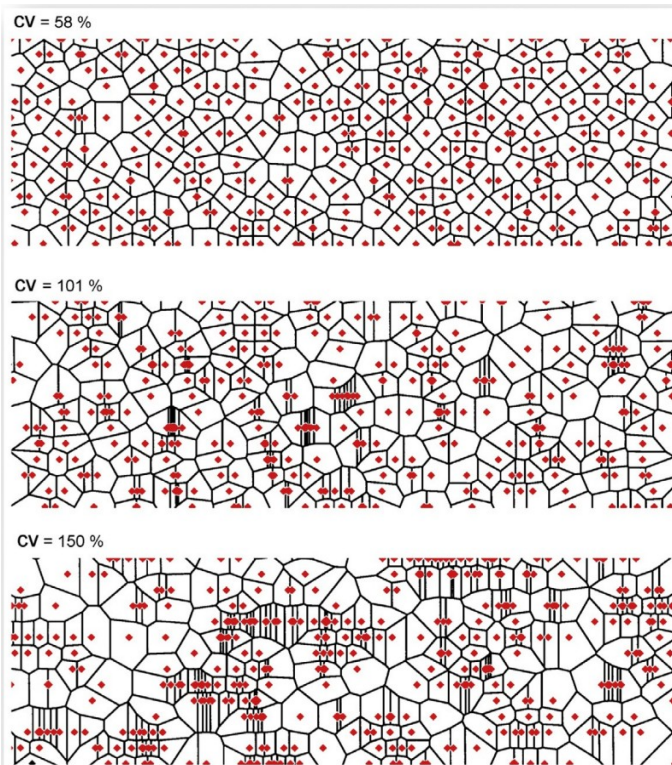 CV = 58 %
CV = 101 %
CV = 150 %